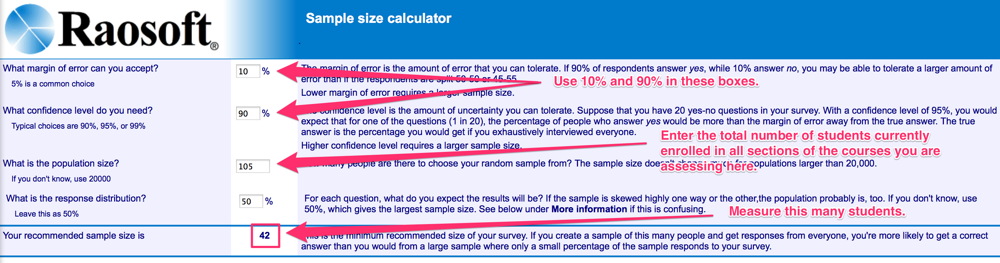 Raosoft®
Sample size calculator
What margin of error can you accept?
5% is a common choice
10 %
The margin of error is the amount of error that you can tolerate. If 90% of respondents answer yes, while 10% answer no, you may be able to tolerate a larger amount of
error than if the respondents are split 50-50 or 45-55.
Lower margin of error requires a larger sample size.
Use 10% and 90% in these boxes.
What confidence level do you need?
Typical choices are 90%, 95%, or 99%
90 %
confidence level is the amount of uncertainty you can tolerate. Suppose that you have 20 yes-no questions in your survey. With a confidence level of 95%, you would
expect that for one of the questions (1 in 20), the percentage of people who answer yes would be more than the margin of error away from the true answer. The true
answer is the percentage you would get if you exhaustively interviewed everyone.
Higher confidence level requires a larger sample size.
Enter the total number of students currently
enrolled in all sections of the courses you are
assessing here.
What is the population size?
If you don't know, use 20000
105
many people are there to choose your random sample from? The sample size doesn't change much for populations larger than 20,000.
What is the response distribution?
Leave this as 50%
50 %
For each question, what do you expect the results will be? If the sample is skewed highly one way or the other,the population probably is, too. If you don't know, use
50%, which gives the largest sample size. See below under More information if this is confusing.
Measure this many students.
Your recommended sample size is
42
This is the minimum recommended size of your survey. If you create a sample of this many people and get responses from everyone, you're more likely to get a correct
answer than you would from a large sample where only a small percentage of the sample responds to your survey.